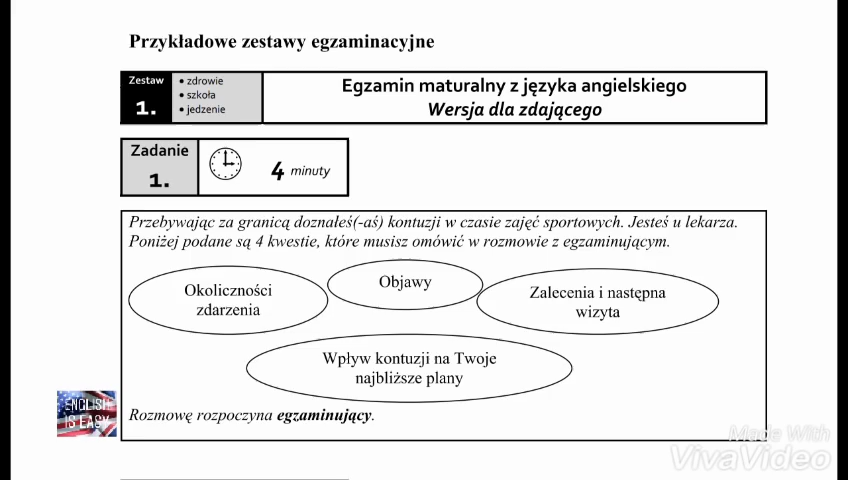 Przykładowe zestawy egzaminacyjne
Zestaw
1.
• zdrowie
• szkoła
• jedzenie
Egzamin maturalny z języka angielskiego
Wersja dla zdającego
Zadanie
1.
4 minuty
Przebywając za granicą doznałeś(-aś) kontuzji w czasie zajęć sportowych. Jesteś u lekarza.
Poniżej podane są 4 kwestie, które musisz omówić w rozmowie z egzaminującym.
Okoliczności
zdarzenia
Objawy
Zalecenia i następna
wizyta
Wpływ kontuzji na Twoje
najbliższe plany
ENGLISH
IS EASY
Rozmowę rozpoczyna egzaminujący.
Made With
VivaVideo